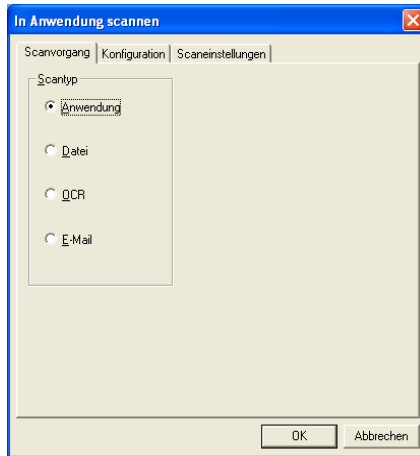 In Anwendung scannen
Scanvorgang Konfiguration Scaneinstellungen
Scantyp
Anwendung
Datei
OCR
E-Mail
OK Abbrechen